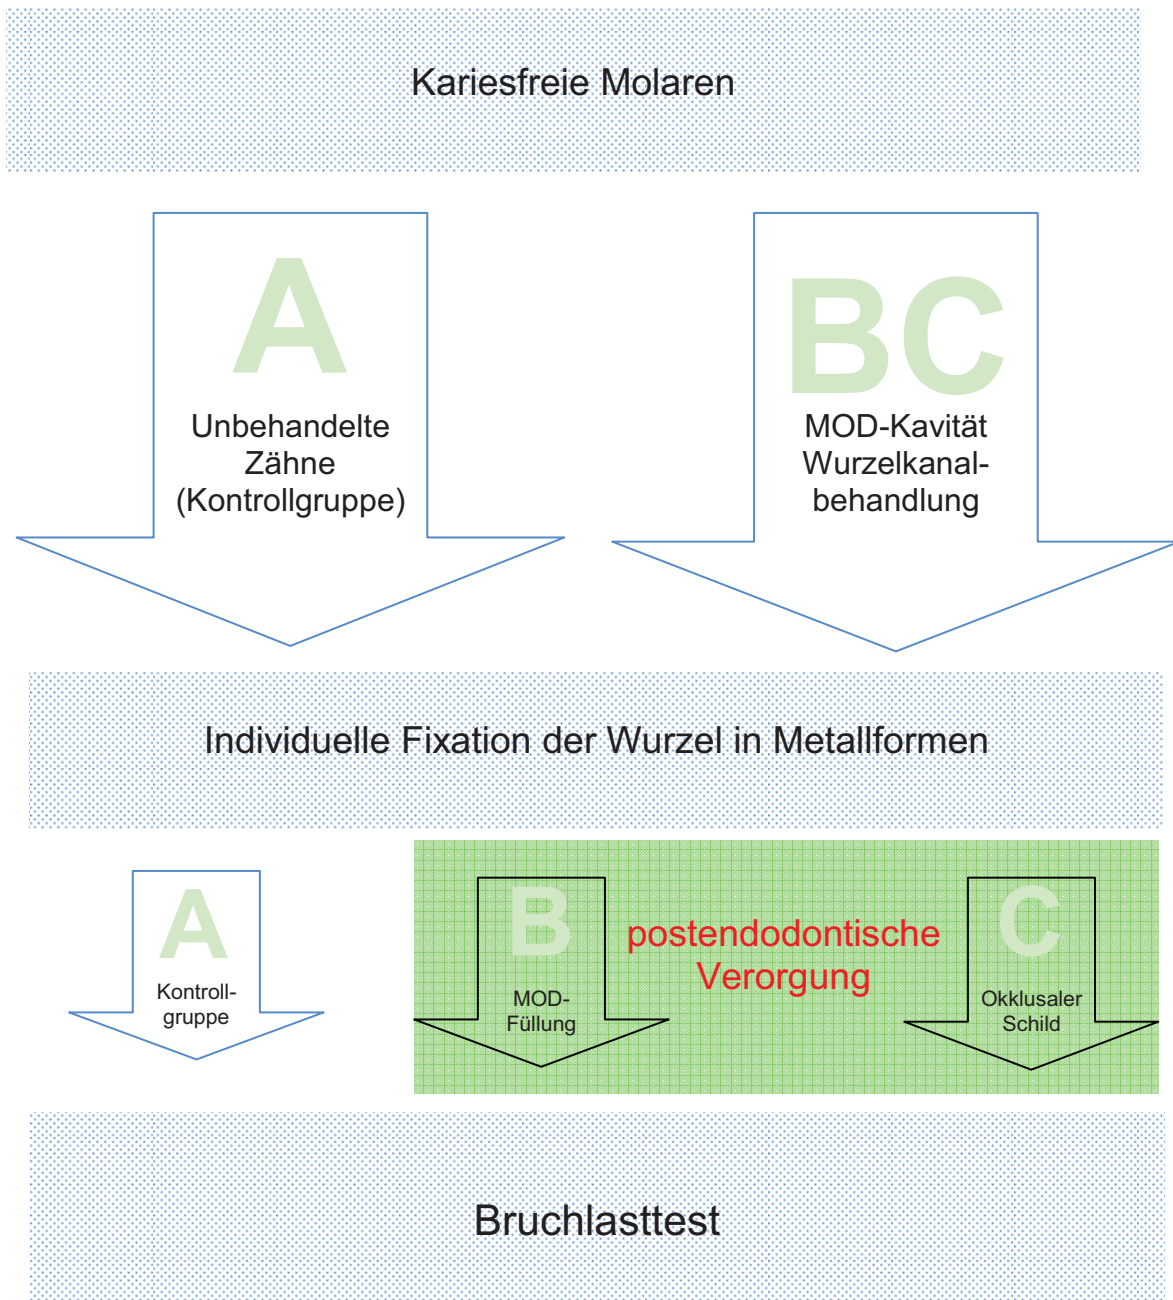 Kariesfreie Molaren
A
Unbehandelte
Zähne
(Kontrollgruppe)
BC
MOD-Kavität
Wurzelkanal-
behandlung
Individuelle Fixation der Wurzel in Metallformen
A
Kontroll-
gruppe
B
MOD-
Füllung
postendodontische
Verorgung
C
Okklusaler
Schild
Bruchlasttest